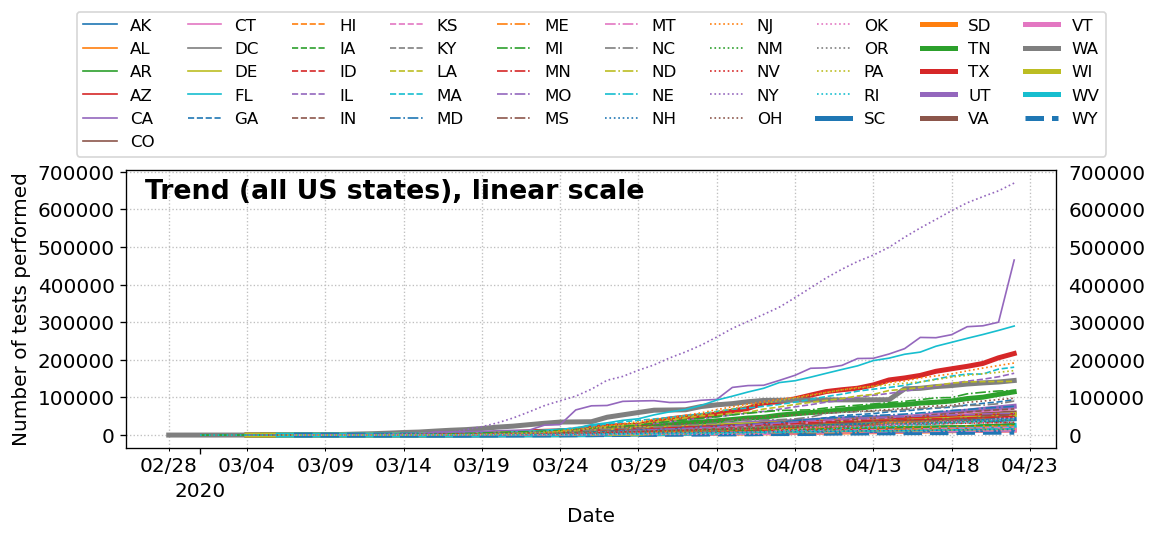 AK CT HI KS ME MT NJ OK SD VT
AL DC IA KY MI NC NM OR TN WA
AR DE ID LA MN ND NV PA TX WI
AZ FL IL MA MO NE NY RI UT WV
CA GA IN MD MS NH OH SC VA WY
CO
Trend (all US states), linear scale
700000 700000
600000 600000
500000 500000
400000 400000
300000 300000
200000 200000
100000 100000
0 0
Number of tests performed
02/28 03/04 03/09 03/14 03/19 03/24 03/29 04/03 04/08 04/13 04/18 04/23
2020
Date